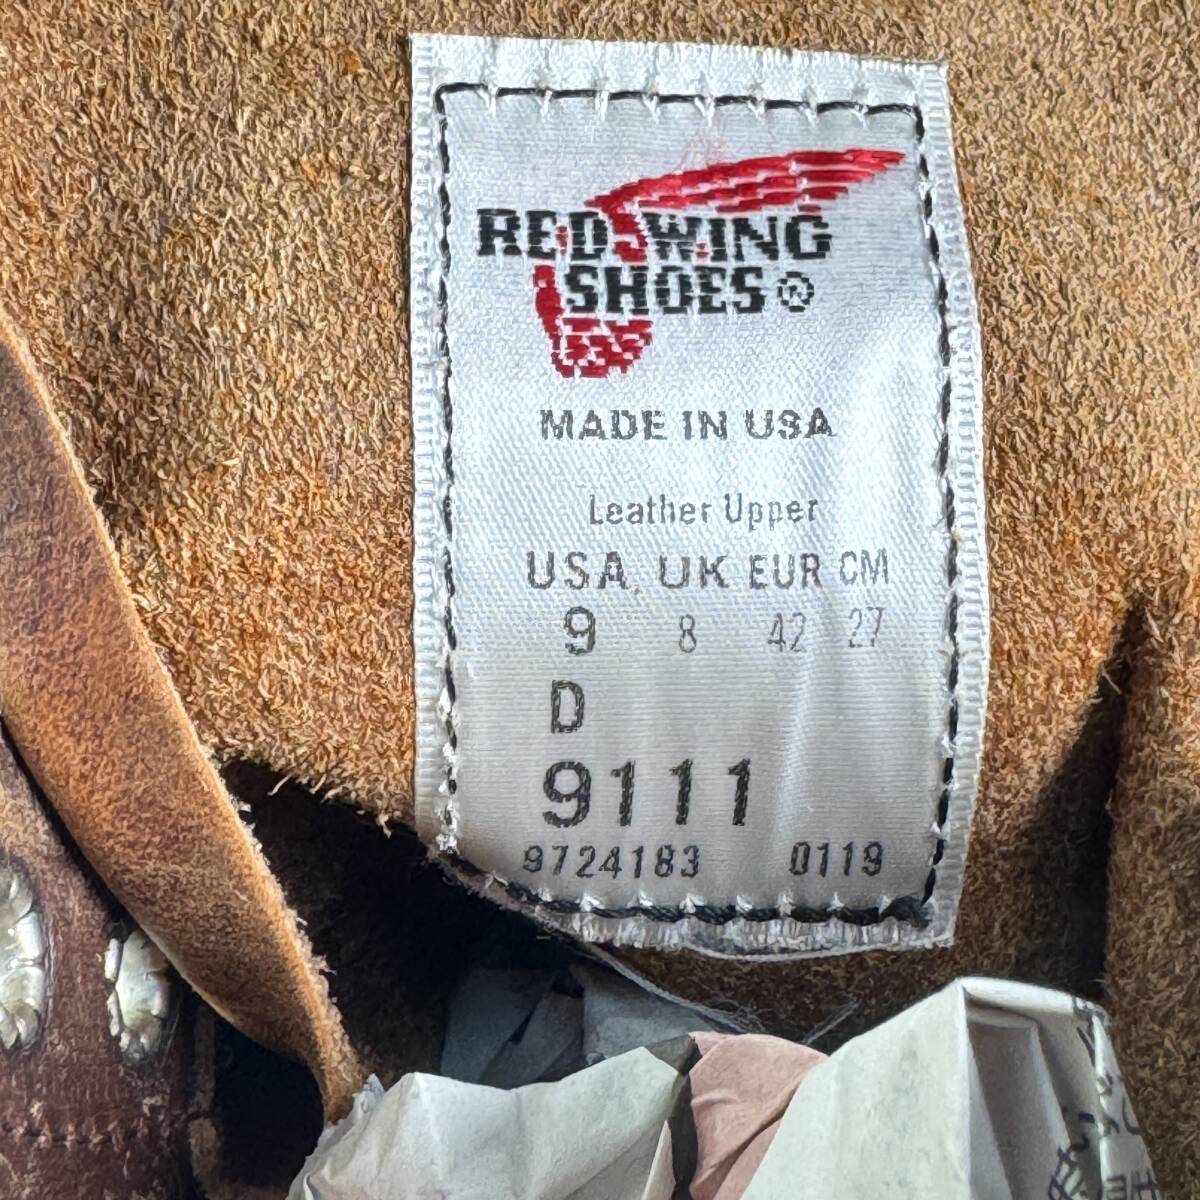 RED WING
SHOES®
MADE IN USA
Leather Upper
USA UK EUR CM
9 8 42 27
D
9111
9724183 0119